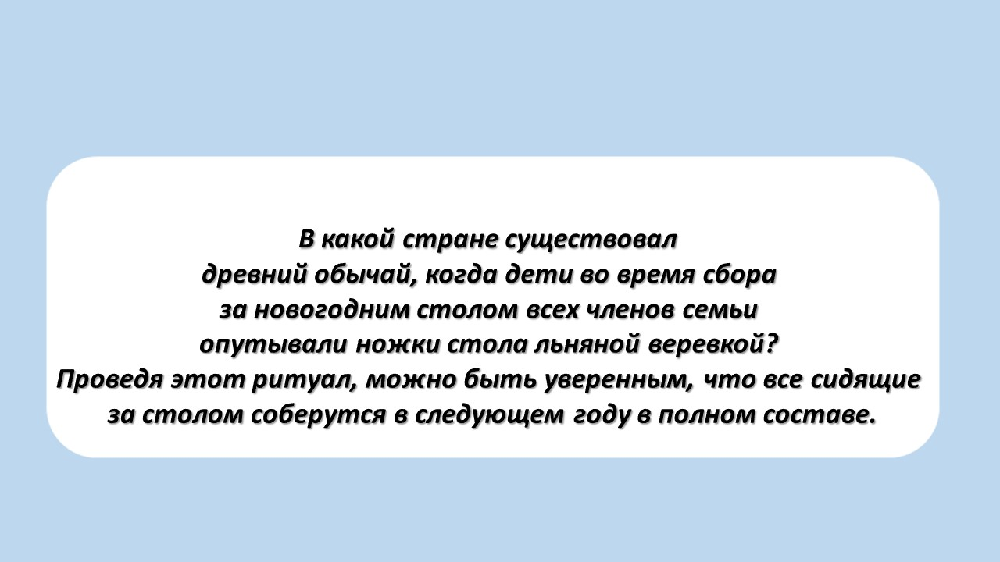 В какой стране существовал
древний обычай, когда дети во время сбора
за новогодним столом всех членов семьи
опутывали ножки стола льняной веревкой?
Проведя этот ритуал, можно быть уверенным, что все сидящие
за столом соберутся в следующем году в полном составе.